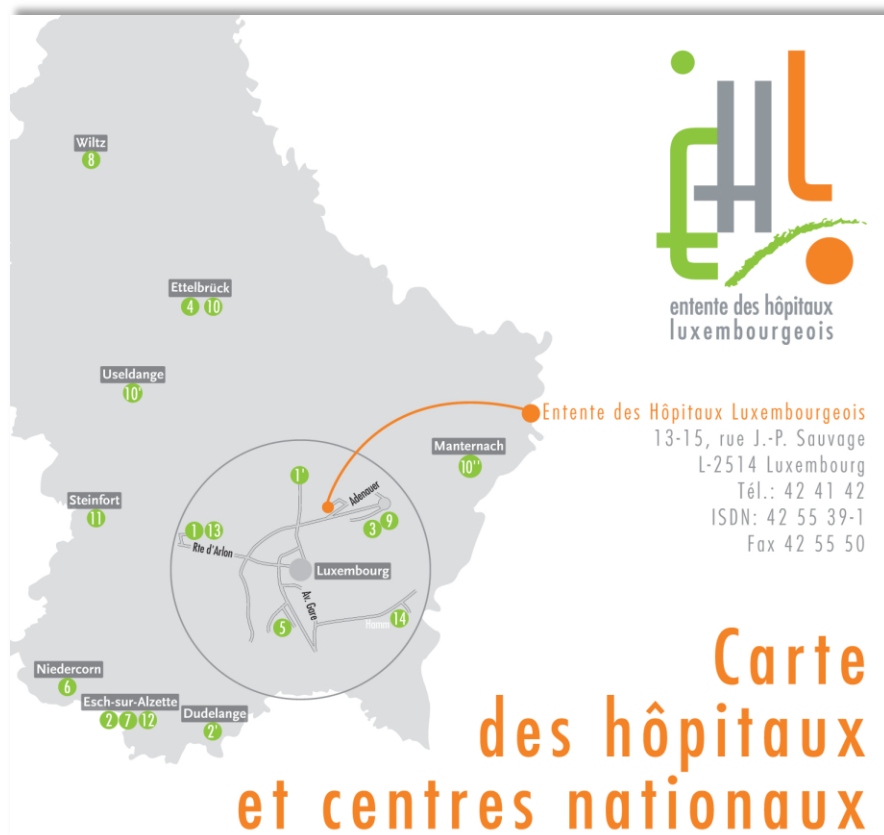 Wiltz
8
Ettelbrück
4 10
Useldange
10'
Manternach
10''
Steinfort
11
1'
Adenauer
3 9
1 13
Rte d'Arlon
Luxembourg
Av. Gare
5
Hamm
14
Niedercorn
6
Esch-sur-Alzette
2 7 12
Dudelange
2'
EHL
entente des hôpitaux
luxembourgeois
Entente des Hôpitaux Luxembourgeois
13-15, rue J.-P. Sauvage
L-2514 Luxembourg
Tél.: 42 41 42
ISDN: 42 55 39-1
Fax 42 55 50
Carte
des hôpitaux
et centres nationaux